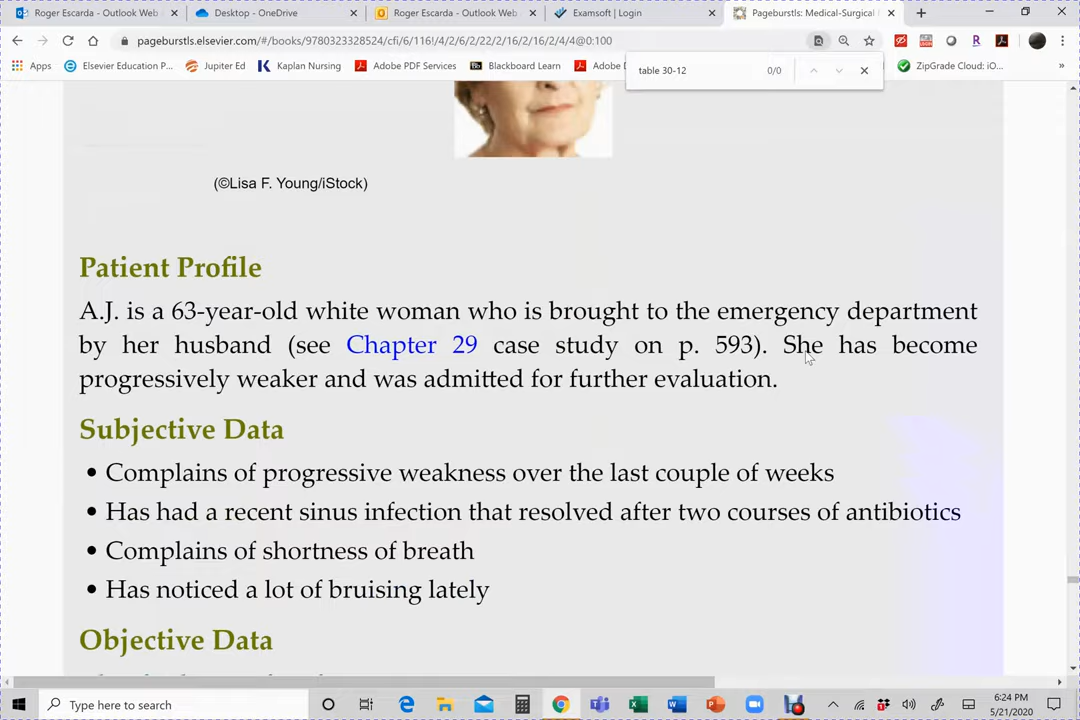 Roger Escarda - Outlook Web
Desktop - OneDrive
Roger Escarda - Outlook Web
Examsoft | Login
Pageburstls: Medical-Surgical
pageburstls.elsevier.com/#/books/9780323328524/cfi/6/116!/4/2/6/2/22/2/16/2/16/2/4/4@0:100
Apps
Elsevier Education P...
Jupiter Ed
Kaplan Nursing
Adobe PDF Services
Blackboard Learn
Adobe D
table 30-12 0/0
ZipGrade Cloud: iO...
(©Lisa F. Young/iStock)
Patient Profile
A.J. is a 63-year-old white woman who is brought to the emergency department
by her husband (see Chapter 29 case study on p. 593). She has become
progressively weaker and was admitted for further evaluation.
Subjective Data
• Complains of progressive weakness over the last couple of weeks
• Has had a recent sinus infection that resolved after two courses of antibiotics
• Complains of shortness of breath
• Has noticed a lot of bruising lately
Objective Data
Type here to search
6:24 PM
5/21/2020